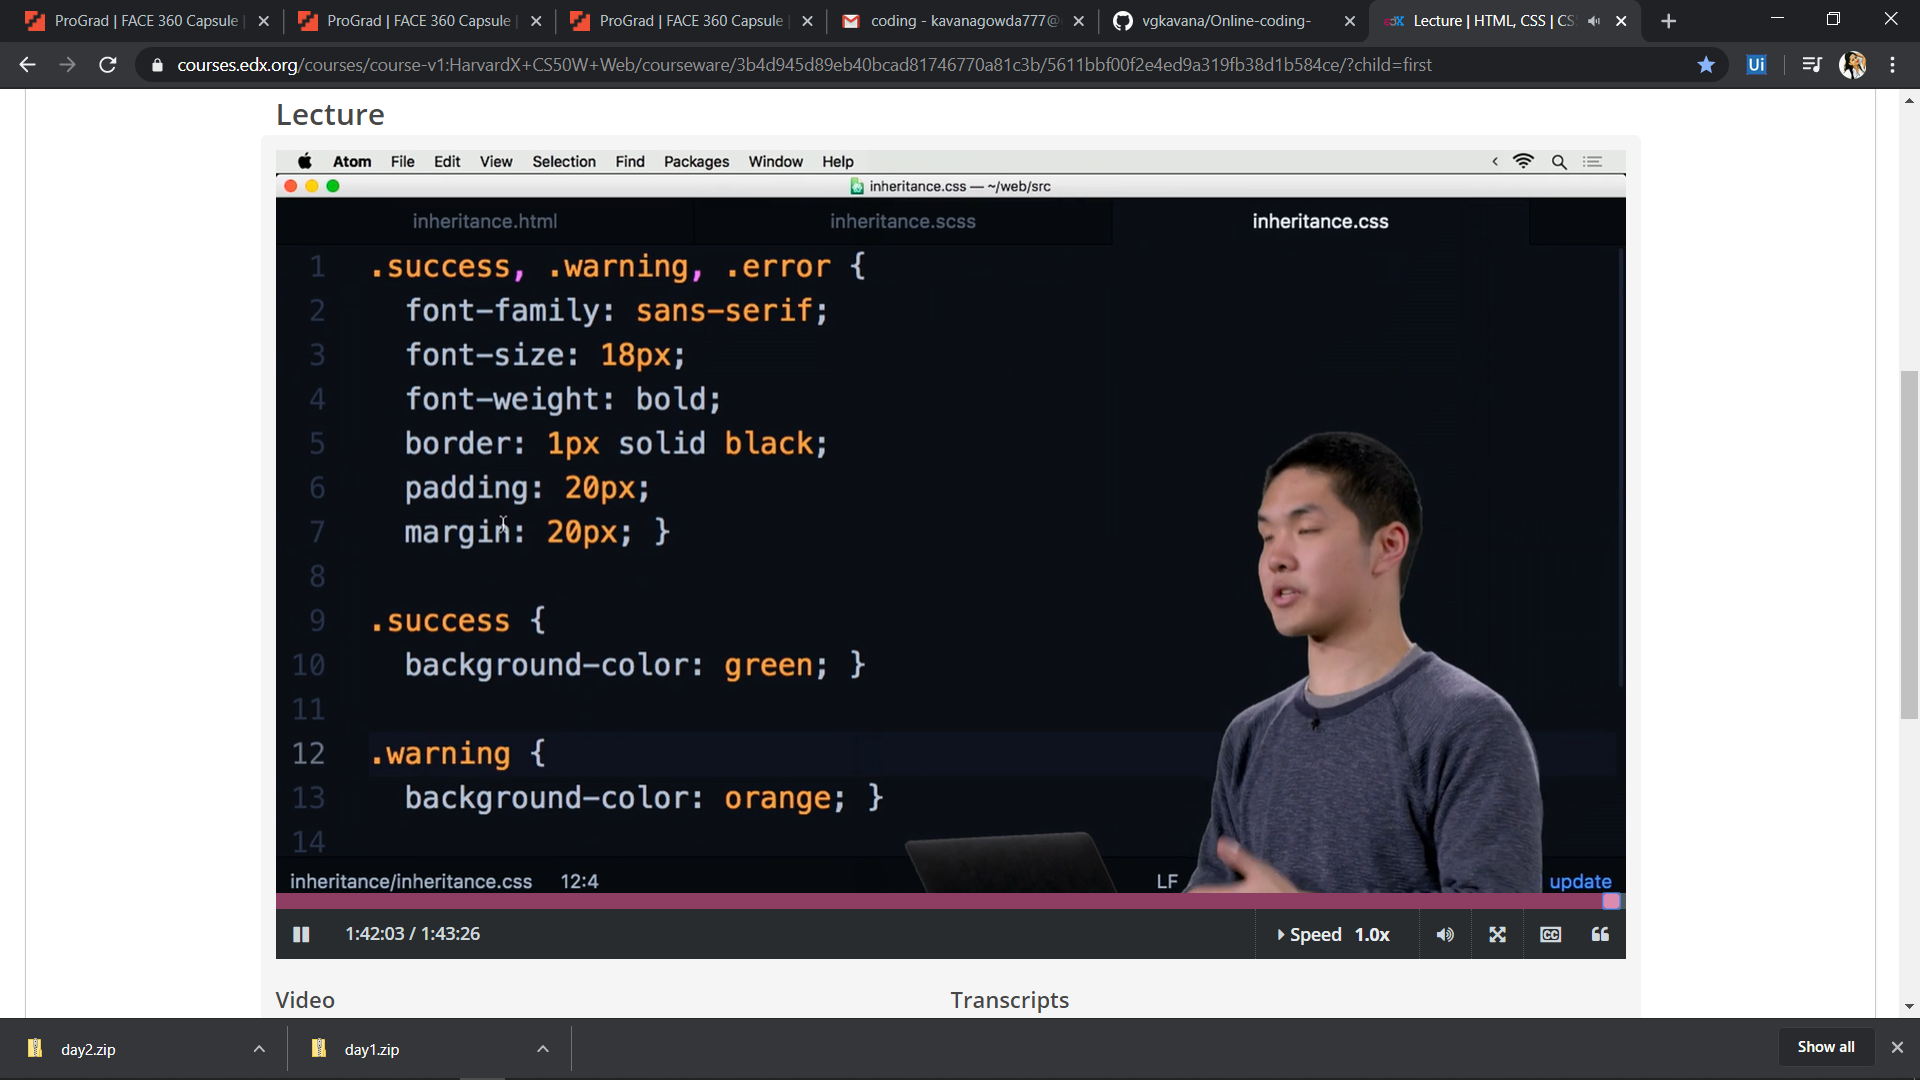 ProGrad | FACE 360 Capsule
ProGrad | FACE 360 Capsule
ProGrad | FACE 360 Capsule
coding - kavanagowda777@
vgkavana/Online-coding-
edX Lecture | HTML, CSS | CS
courses.edx.org/courses/course-v1:HarvardX+CS50W+Web/courseware/3b4d945d89eb40bcad81746770a81c3b/5611bbf00f2e4ed9a319fb38d1b584ce/?child=first
Ui
Lecture
Atom File Edit View Selection Find Packages Window Help
inheritance.css — ~/web/src
inheritance.html inheritance.scss inheritance.css
1 .success, .warning, .error {
2 font-family: sans-serif;
3 font-size: 18px;
4 font-weight: bold;
5 border: 1px solid black;
6 padding: 20px;
7 margin: 20px; }
8
9 .success {
10 background-color: green; }
11
12 .warning {
13 background-color: orange; }
14
inheritance/inheritance.css 12:4 LF update
1:42:03 / 1:43:26 Speed 1.0x CC
Video Transcripts
day2.zip day1.zip Show all